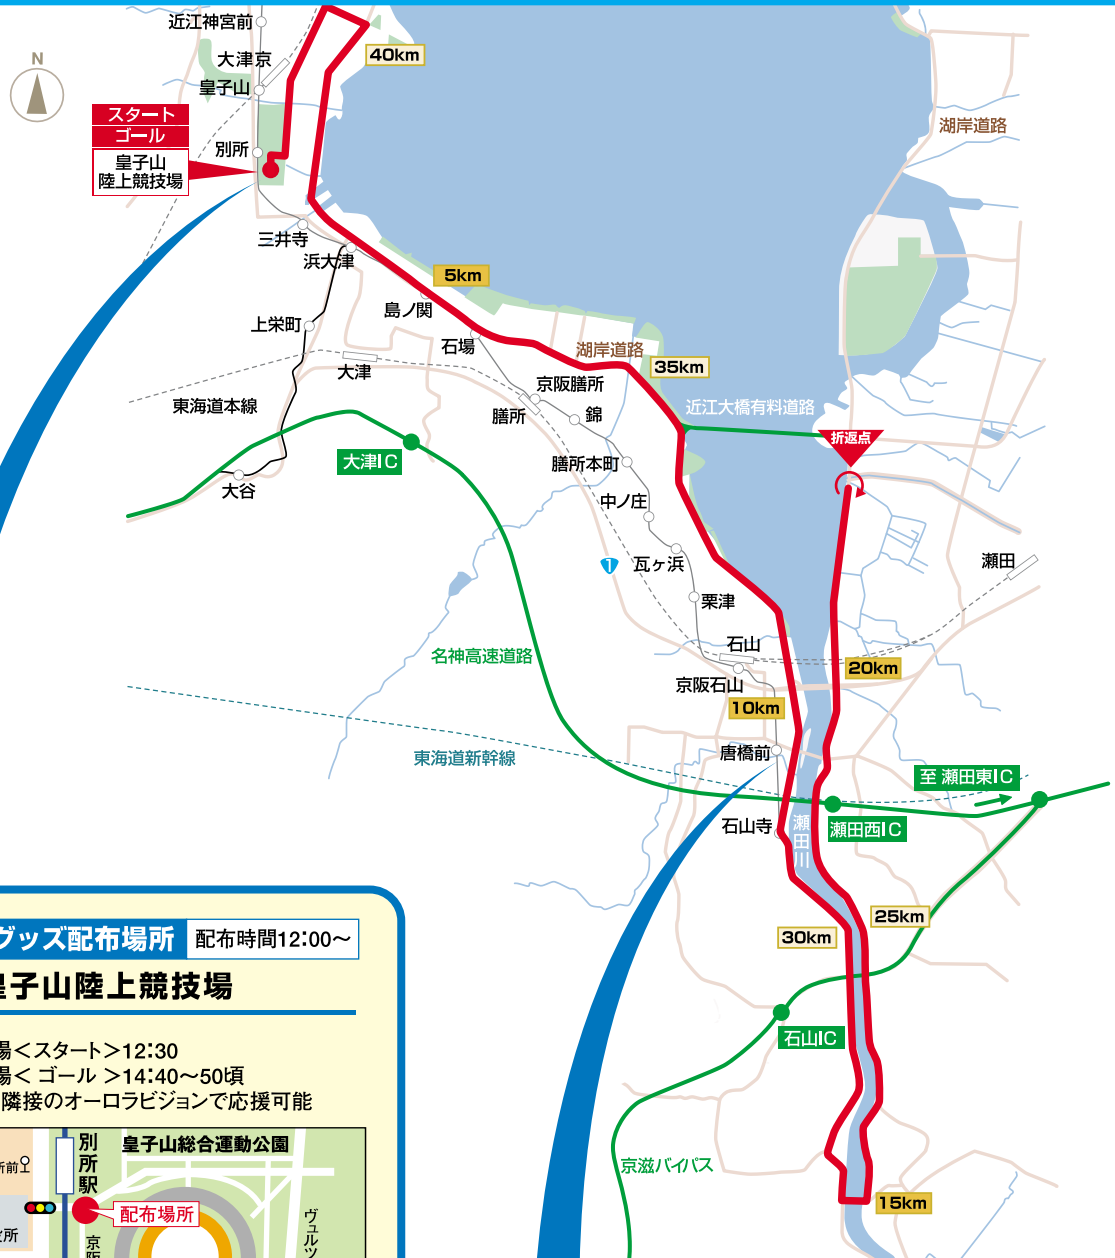 近江神宮前
N
大津京
皇子山
40km
スタート
ゴール
皇子山
陸上競技場
別所
湖岸道路
三井寺
浜大津
5km
島ノ関
上栄町
石場
湖岸道路
大津
35km
京阪膳所
東海道本線
膳所
錦
近江大橋有料道路
折返点
大津IC
膳所本町
大谷
中ノ庄
1
瓦ヶ浜
瀬田
栗津
石山
名神高速道路
20km
京阪石山
10km
東海道新幹線
唐橋前
至 瀬田東IC
石山寺
瀬田川
瀬田西IC
25km
30km
グッズ配布場所
配布時間12:00〜
皇子山陸上競技場
石山IC
場<スタート>12:30
場< ゴール >14:40〜50頃
隣接のオーロラビジョンで応援可能
京滋バイパス
別所駅
皇子山総合運動公園
所前
配布場所
15km
所
京阪
ヴュルツ